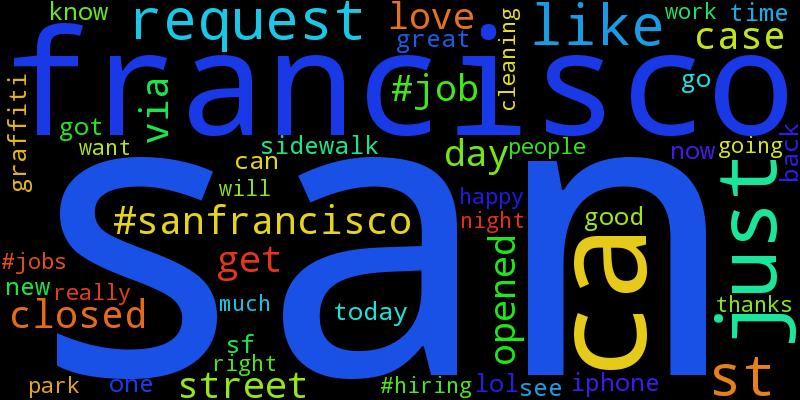 know
request
love
great
cleaning
like
work
time
case
francisco
graffiti
via
#job
go
got
want
sidewalk
can
day
people
now
going
back
san
will
happy
#sanfrancisco
night
good
just
get
opened
ca
#jobs
new
really
closed
much
today
thanks
sf
right
park
one
street
#hiring
lol
see
iphone
st